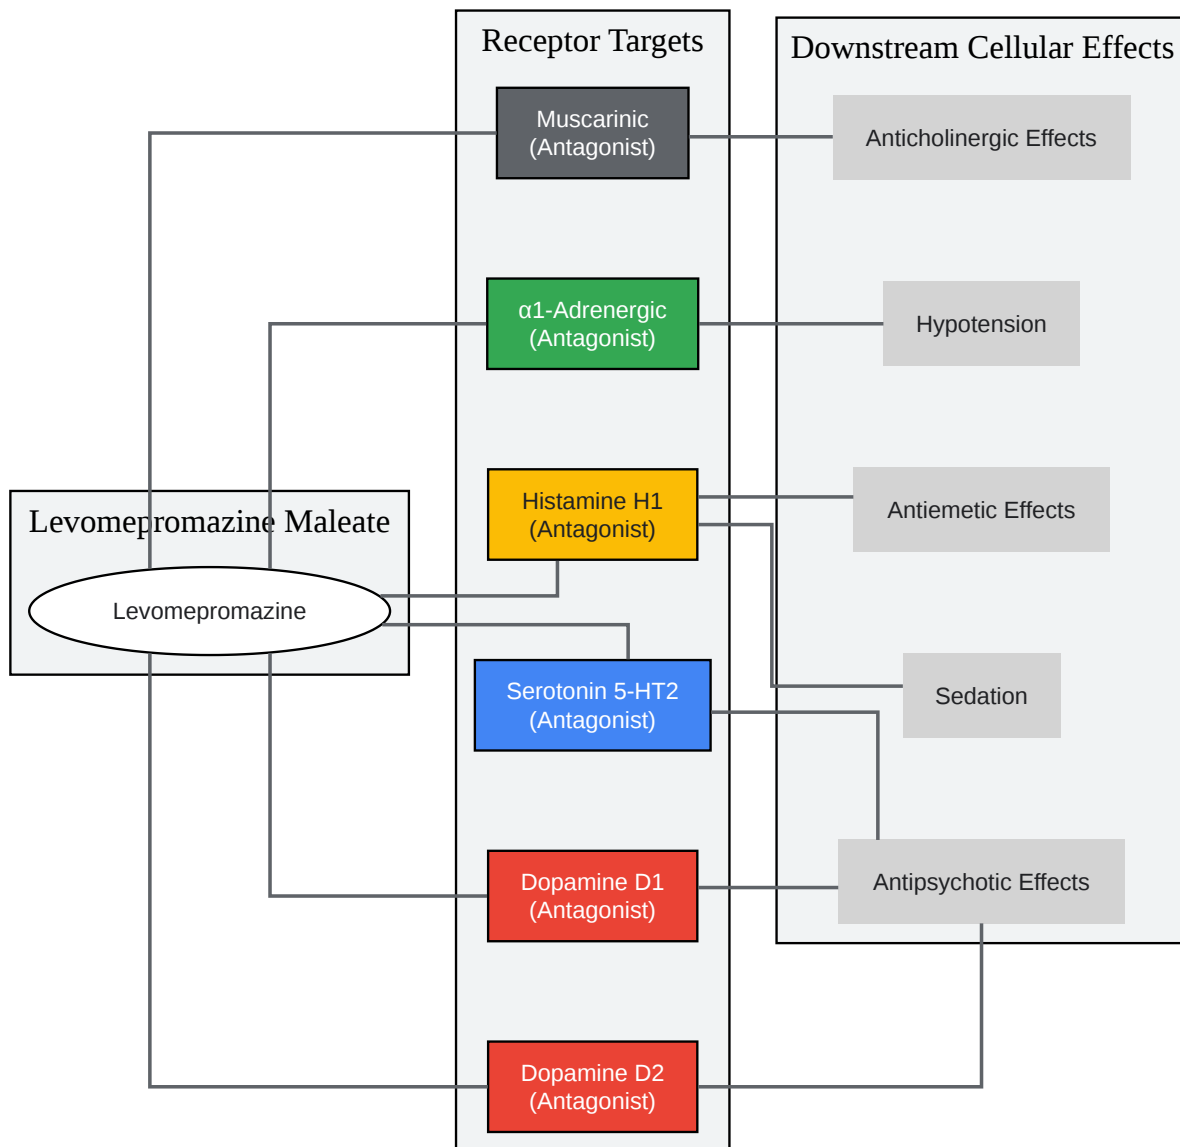 Receptor Targets
Downstream Cellular Effects
Muscarinic
(Antagonist)
Anticholinergic Effects
α1-Adrenergic
(Antagonist)
Hypotension
Histamine H1
(Antagonist)
Antiemetic Effects
Levomepromazine Maleate
Levomepromazine
Serotonin 5-HT2
(Antagonist)
Sedation
Dopamine D1
(Antagonist)
Antipsychotic Effects
Dopamine D2
(Antagonist)